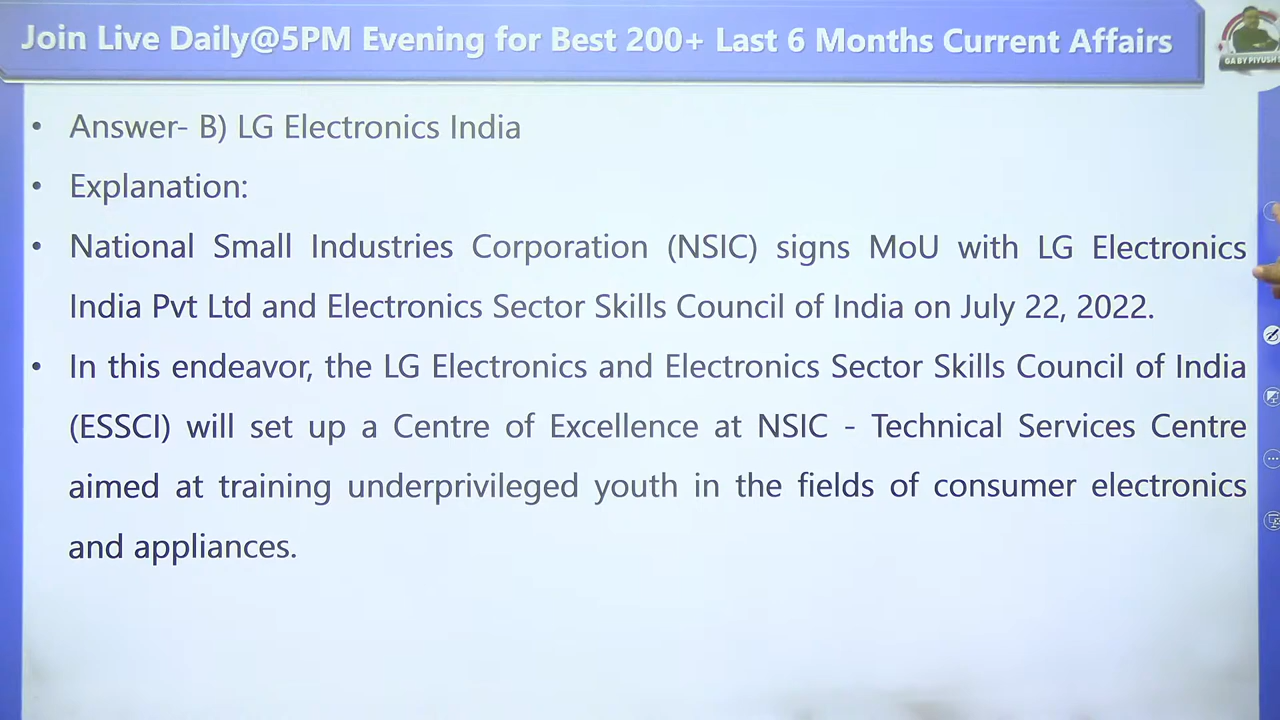 Join Live Daily@5PM Evening for Best 200+ Last 6 Months Current Affairs
GA BY PIYUSH
• Answer- B) LG Electronics India
• Explanation:
• National Small Industries Corporation (NSIC) signs MoU with LG Electronics
India Pvt Ltd and Electronics Sector Skills Council of India on July 22, 2022.
• In this endeavor, the LG Electronics and Electronics Sector Skills Council of India
(ESSCI) will set up a Centre of Excellence at NSIC - Technical Services Centre
aimed at training underprivileged youth in the fields of consumer electronics
and appliances.